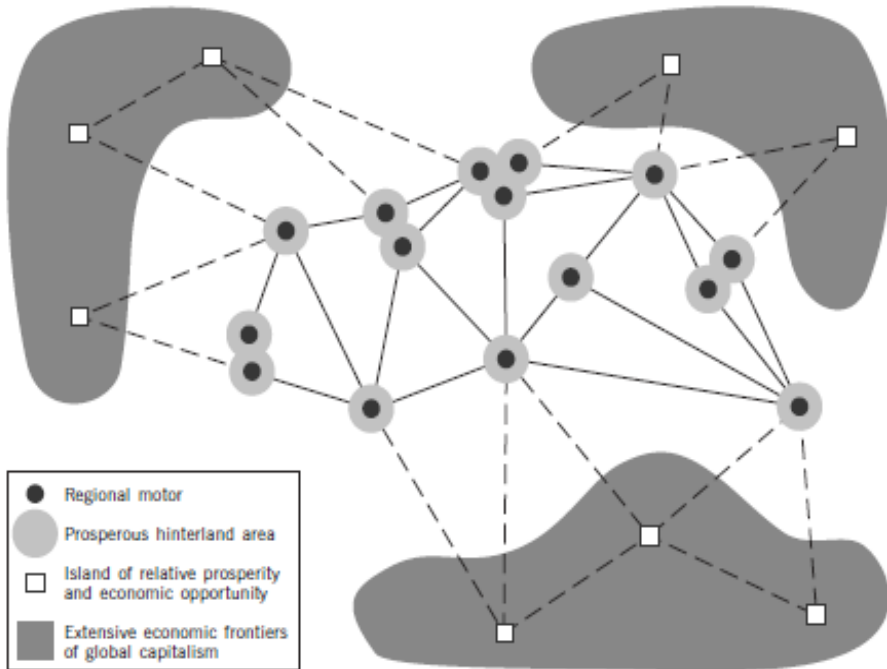 Regional motor
Prosperous hinterland area
Island of relative prosperity
and economic opportunity
Extensive economic frontiers
of global capitalism